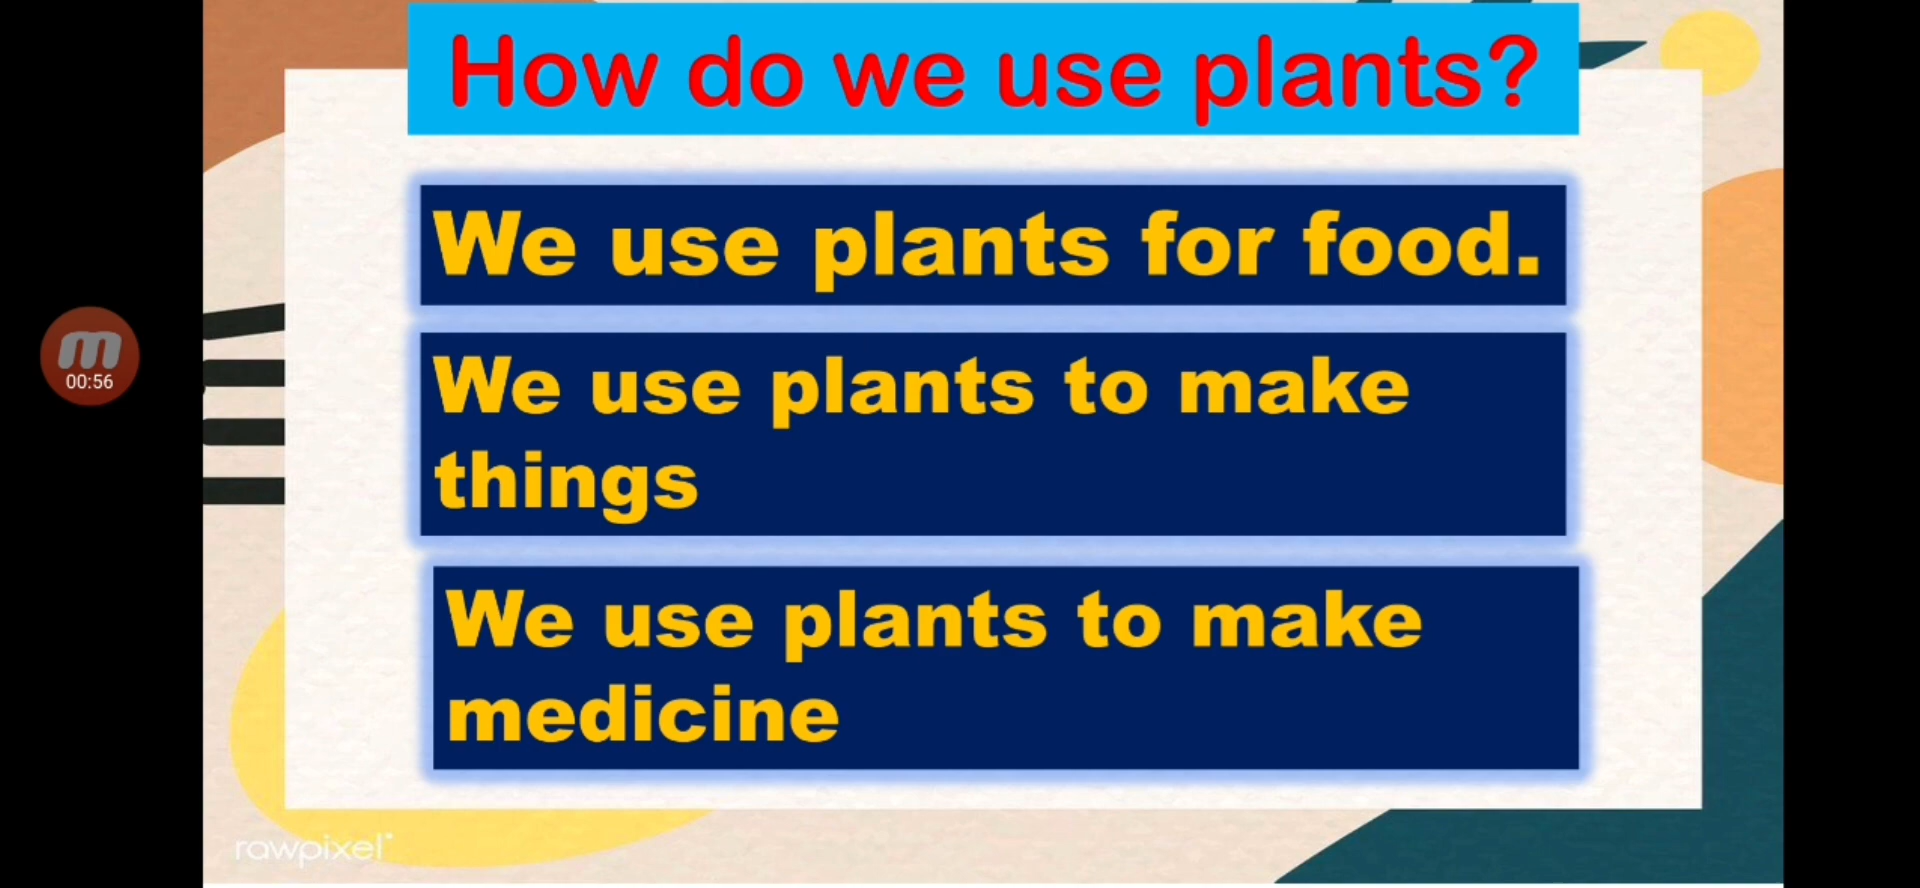 How do we use plants?
We use plants for food.
We use plants to make
things
We use plants to make
medicine
00:56
rawpixel